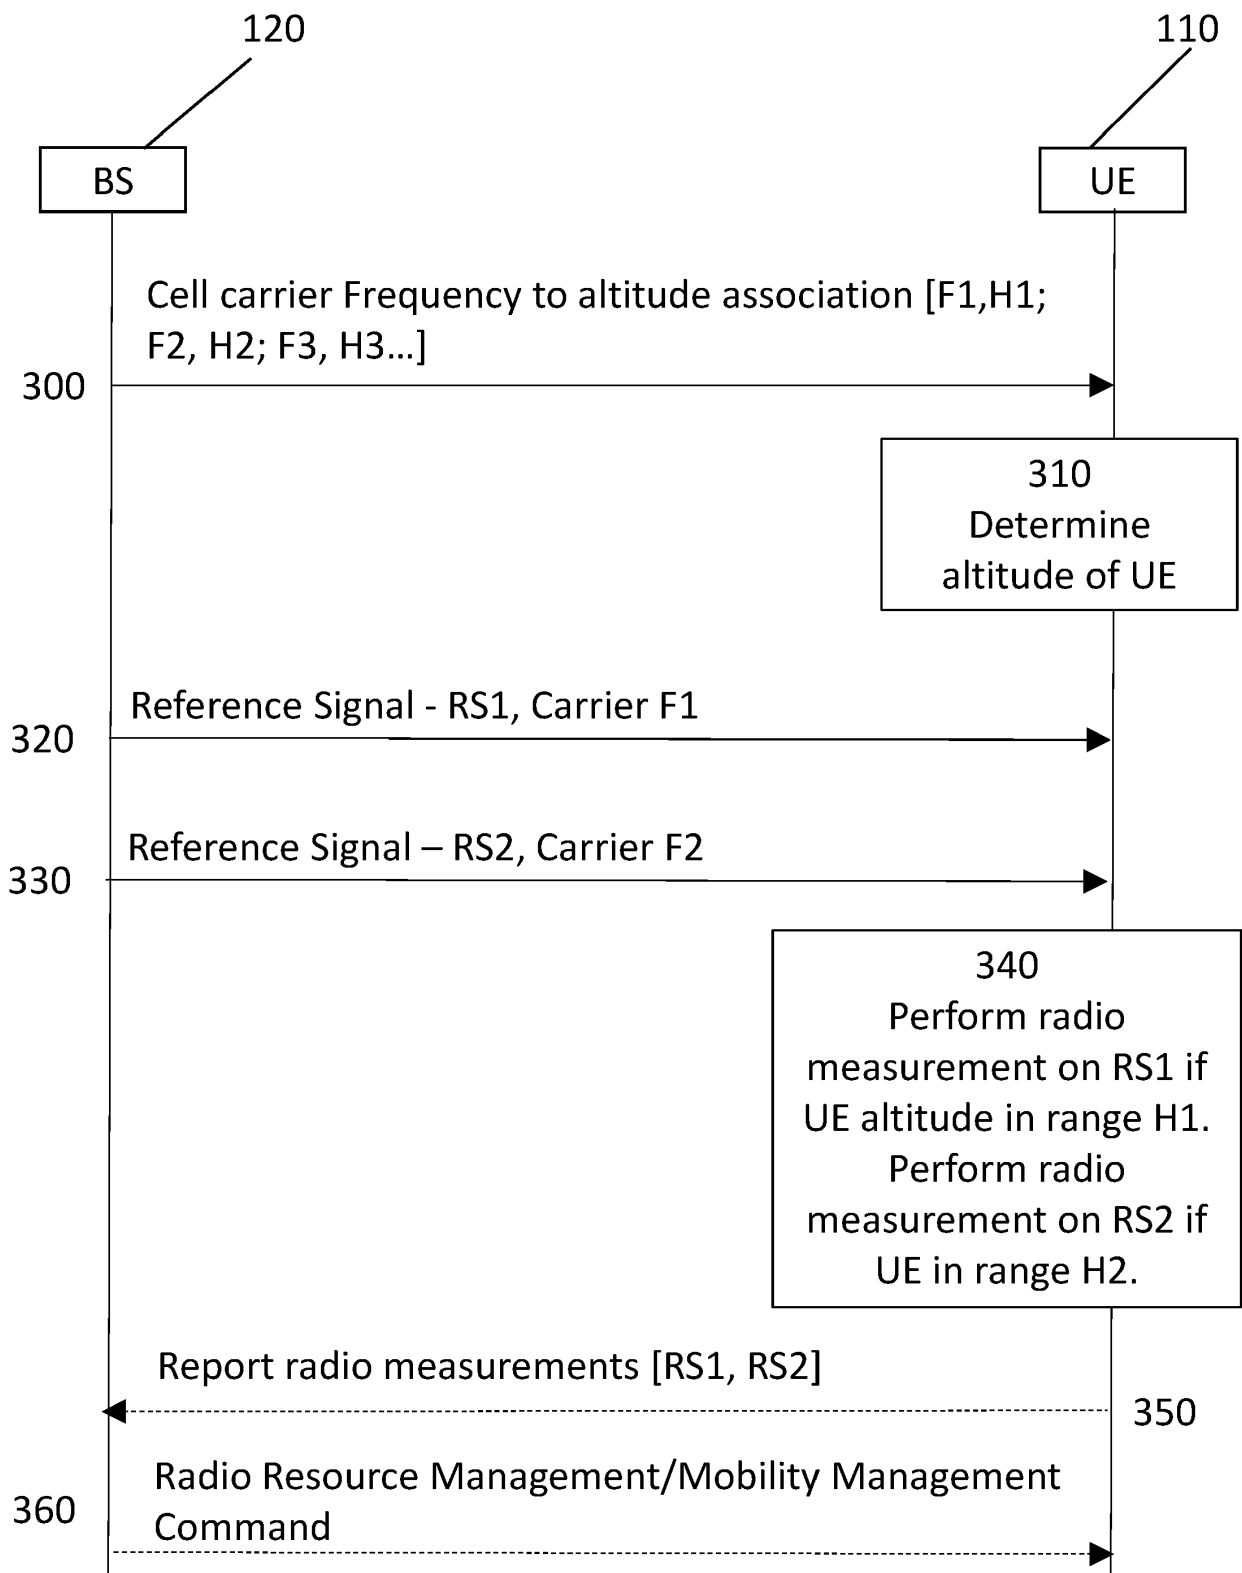 120
110
BS
UE
Cell carrier Frequency to altitude association [F1,H1;
F2, H2; F3, H3...]
300
310
Determine
altitude of UE
Reference Signal - RS1, Carrier F1
320
Reference Signal – RS2, Carrier F2
330
340
Perform radio
measurement on RS1 if
UE altitude in range H1.
Perform radio
measurement on RS2 if
UE in range H2.
Report radio measurements [RS1, RS2]
350
Radio Resource Management/Mobility Management
Command
360